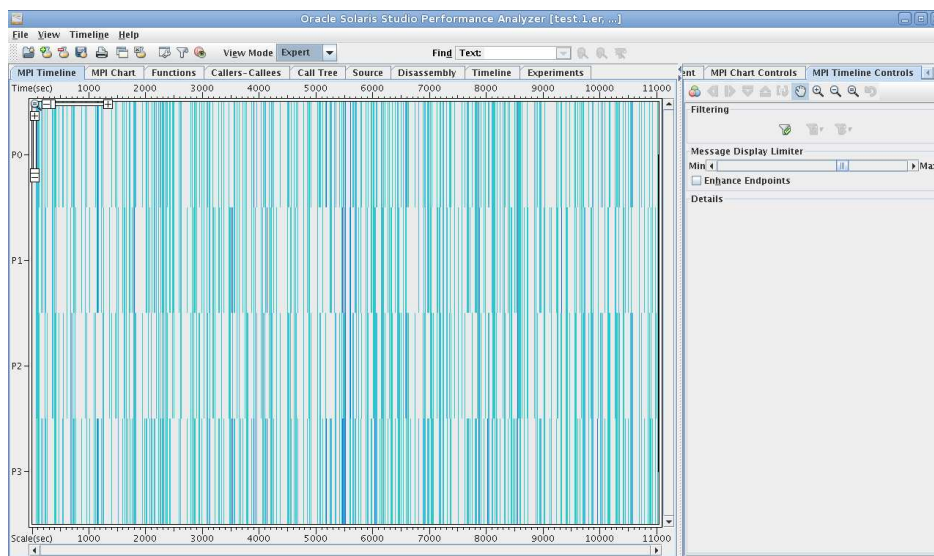 Oracle Solaris Studio Performance Analyzer [test.1.er, ...]
File View Timeline Help
View Mode Expert Find Text:
MPI Timeline MPI Chart Functions Callers-Callees Call Tree Source Disassembly Timeline Experiments
ent MPI Chart Controls MPI Timeline Controls
Time(sec) 1000 2000 3000 4000 5000 6000 7000 8000 9000 10000 11000
Filtering
P0
Message Display Limiter
Min Max
Enhance Endpoints
Details
P1
P2
P3
Scale(sec) 1000 2000 3000 4000 5000 6000 7000 8000 9000 10000 11000